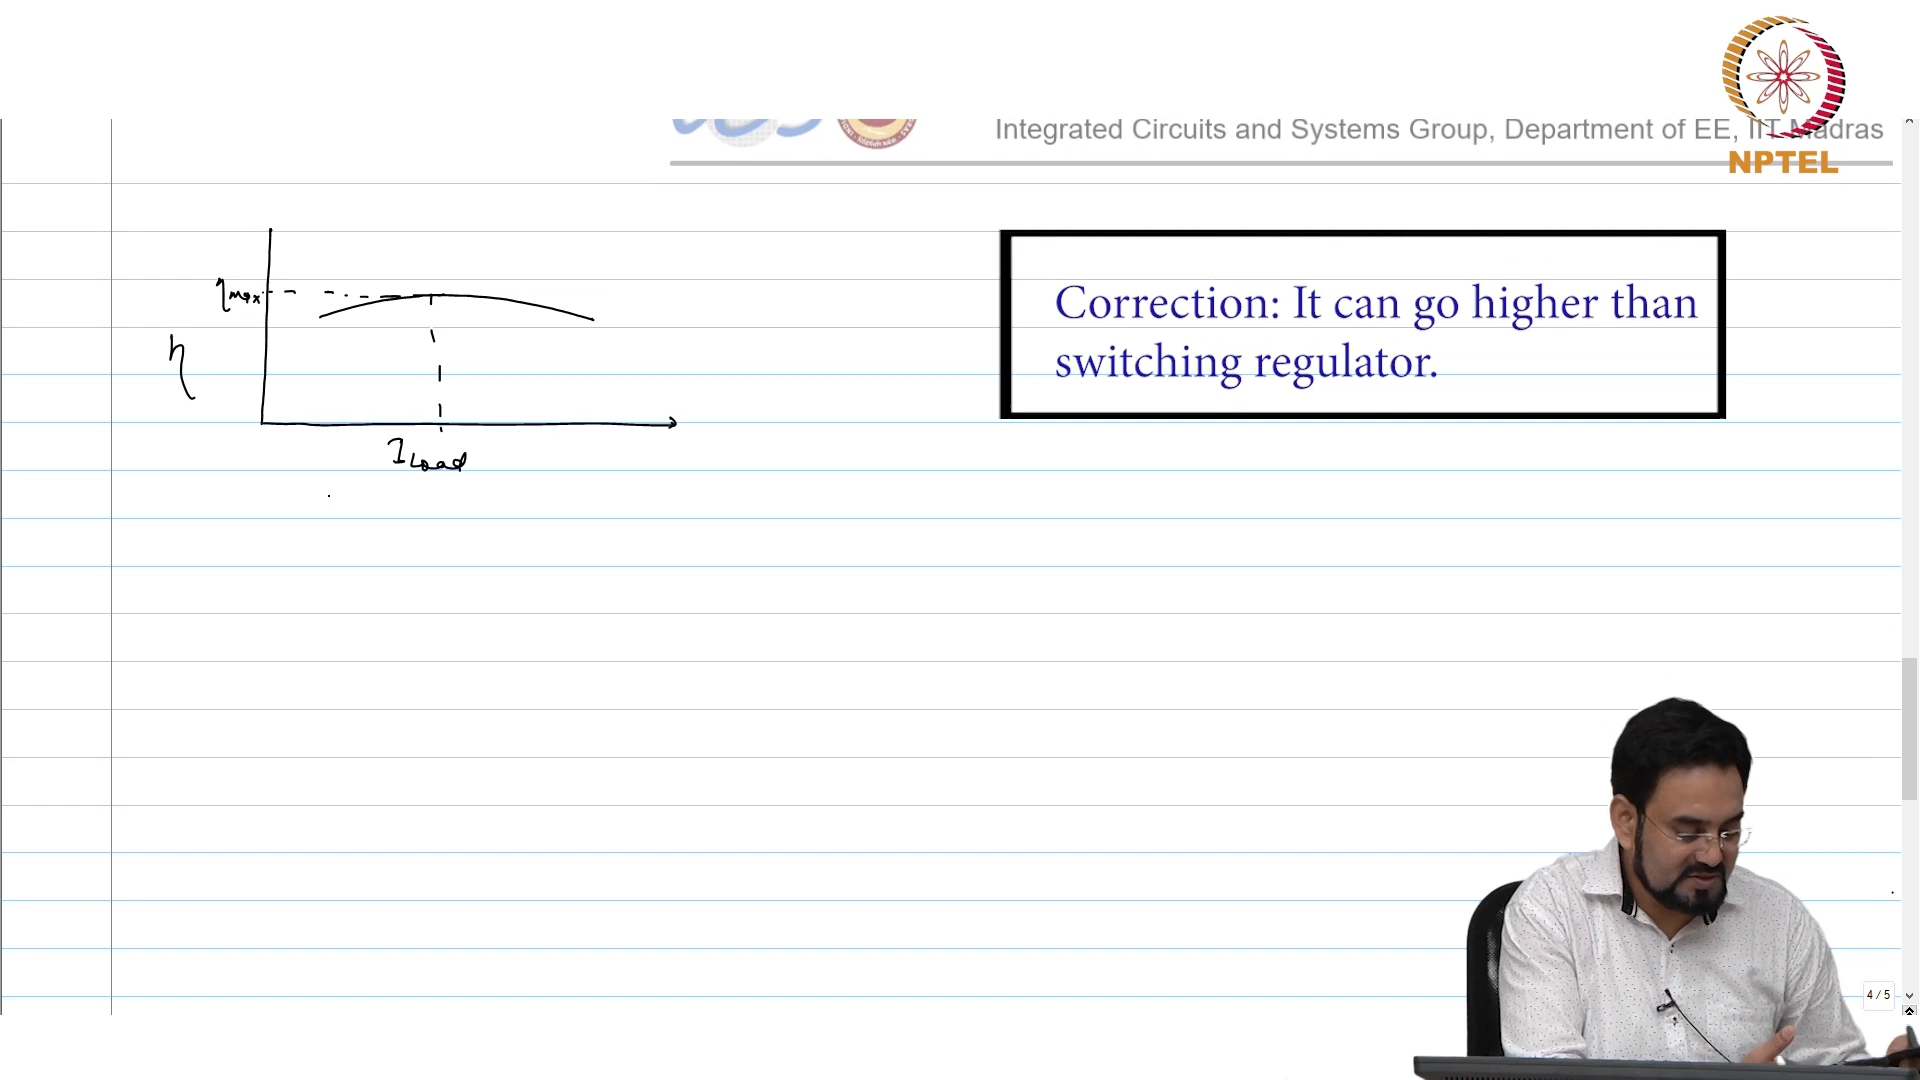 Integrated Circuits and Systems Group, Department of EE, IIT Madras
NPTEL
ηmax
η
ILoad
Correction: It can go higher than
switching regulator.
4 / 5